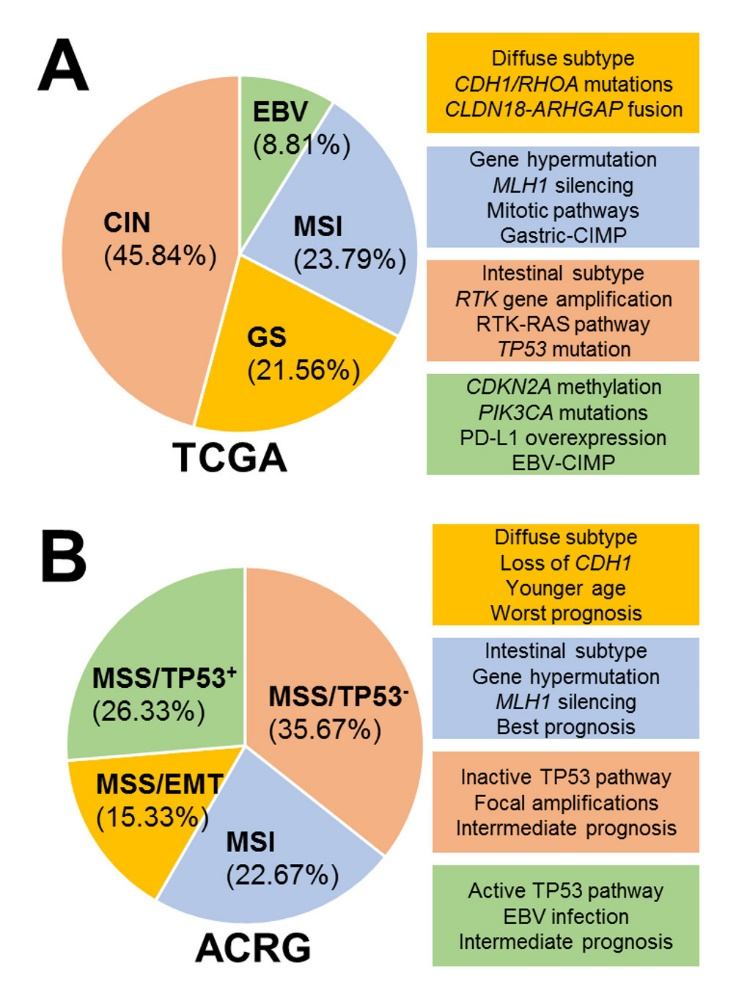 A
EBV
(8.81%)
MSI
(23.79%)
GS
(21.56%)
CIN
(45.84%)
TCGA
Diffuse subtype
CDH1/RHOA mutations
CLDN18-ARHGAP fusion
Gene hypermutation
MLH1 silencing
Mitotic pathways
Gastric-CIMP
Intestinal subtype
RTK gene amplification
RTK-RAS pathway
TP53 mutation
CDKN2A methylation
PIK3CA mutations
PD-L1 overexpression
EBV-CIMP
B
MSS/TP53⁺
(26.33%)
MSS/TP53⁻
(35.67%)
MSS/EMT
(15.33%)
MSI
(22.67%)
ACRG
Diffuse subtype
Loss of CDH1
Younger age
Worst prognosis
Intestinal subtype
Gene hypermutation
MLH1 silencing
Best prognosis
Inactive TP53 pathway
Focal amplifications
Interrmediate prognosis
Active TP53 pathway
EBV infection
Intermediate prognosis